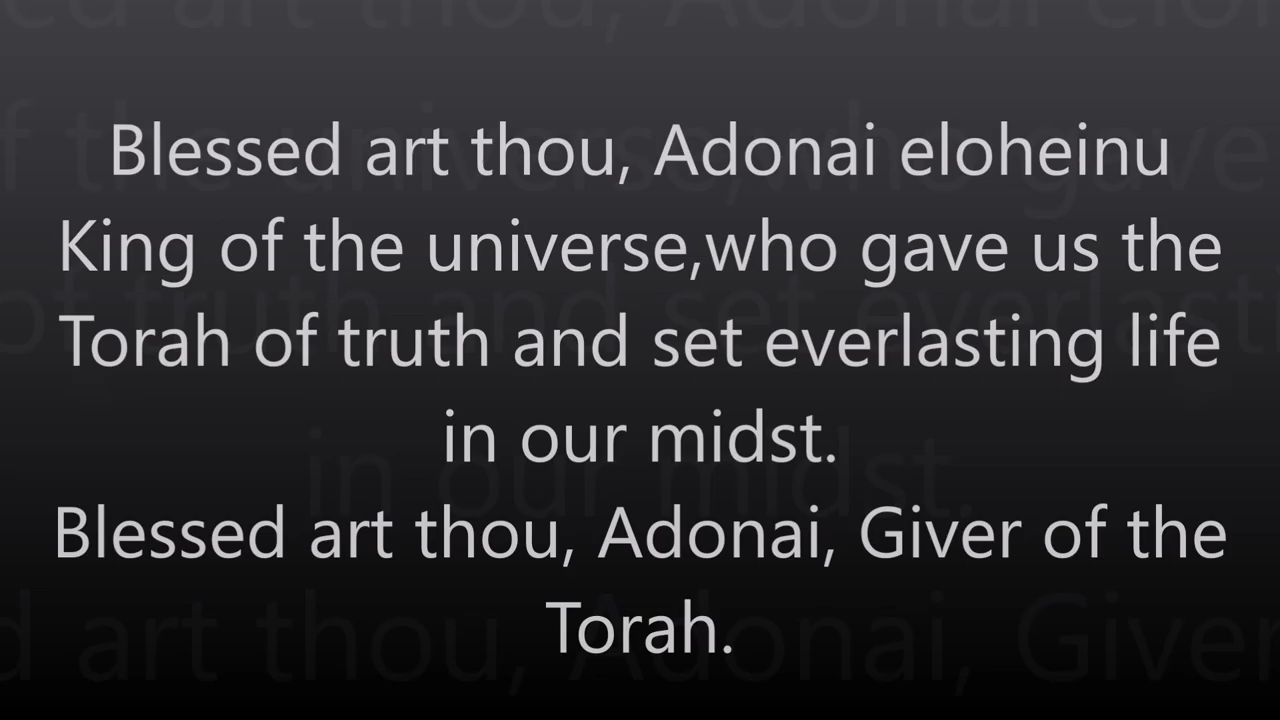 Blessed art thou, Adonai eloheinu
King of the universe,who gave us the
Torah of truth and set everlasting life
in our midst.
Blessed art thou, Adonai, Giver of the
Torah.